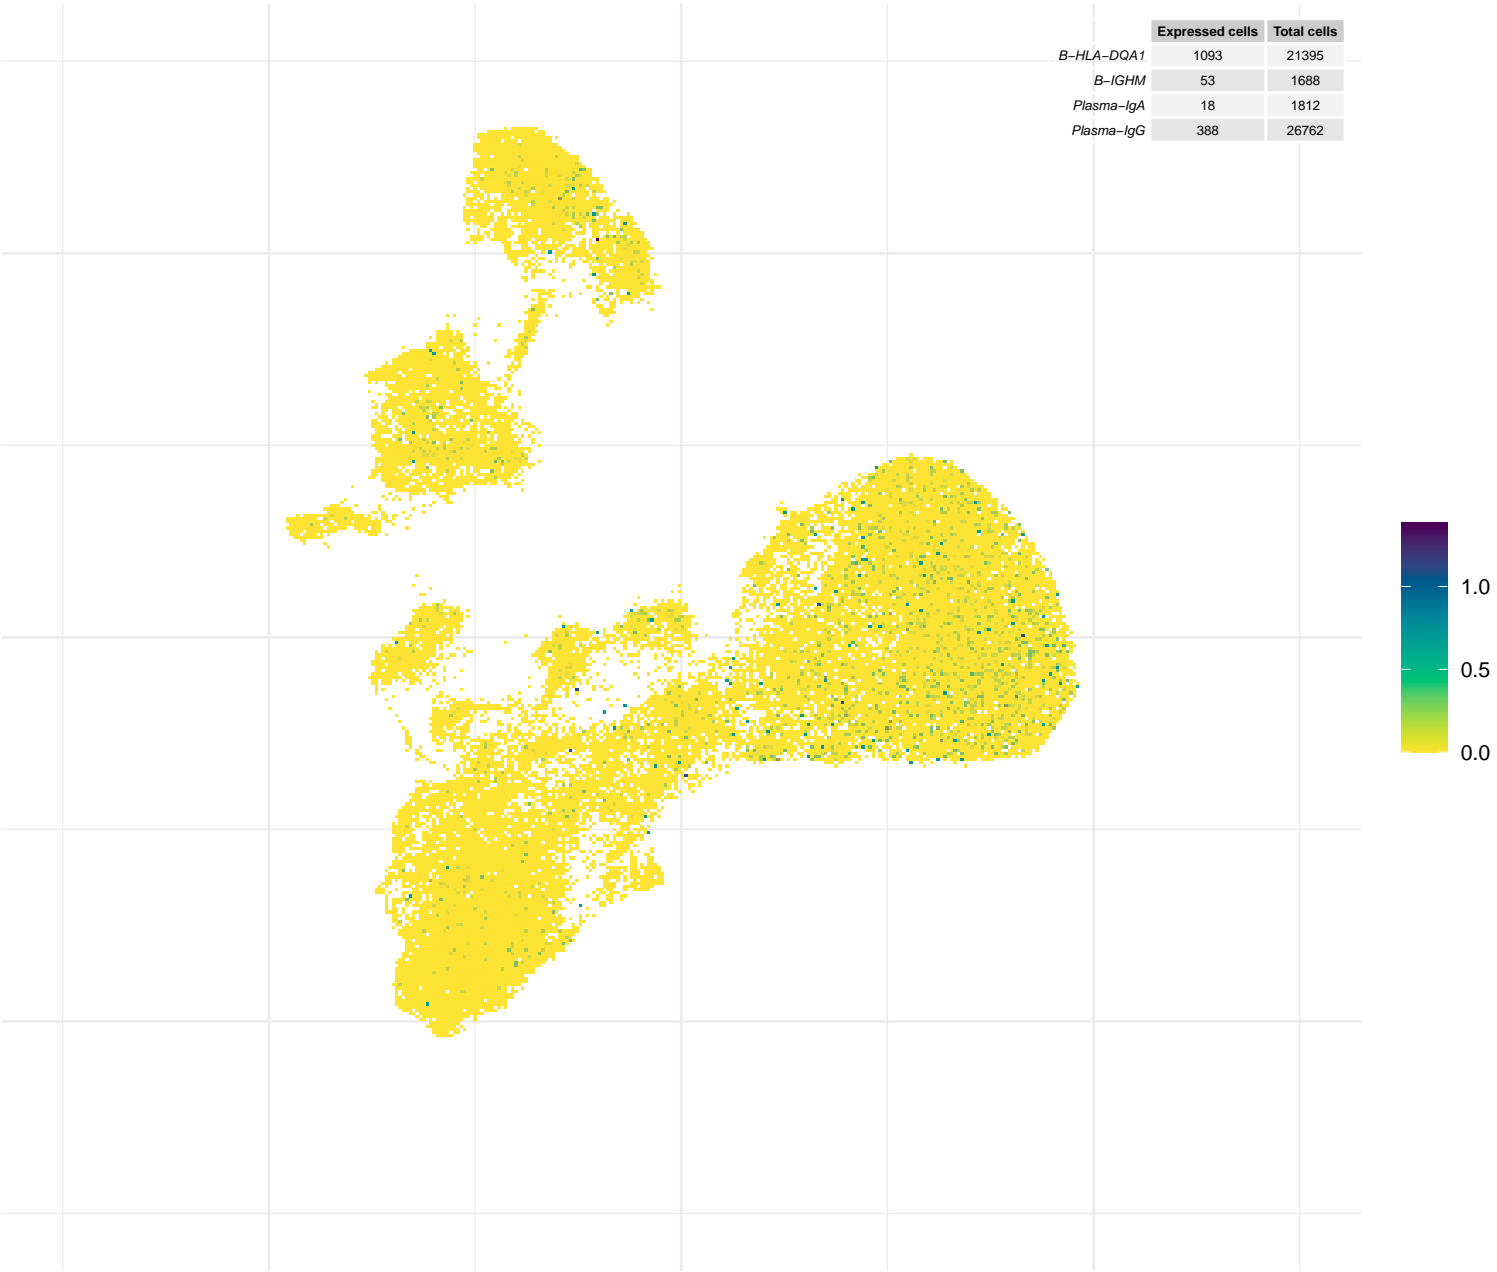 Expressed cells Total cells
B−HLA−DQA1 1093 21395
B−IGHM 53 1688
Plasma−IgA 18 1812
Plasma−IgG 388 26762
1.0
0.5
0.0